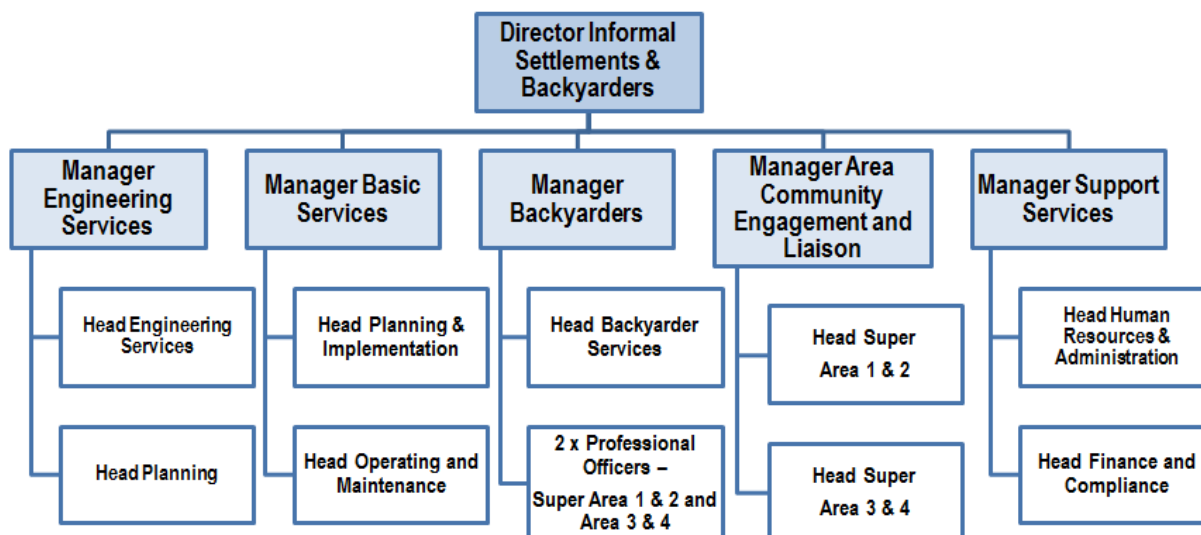 Director Informal
Settlements &
Backyarders
Manager
Engineering
Services
Manager Basic
Services
Manager
Backyarders
Manager Area
Community
Engagement and
Liaison
Manager Support
Services
Head Engineering
Services
Head Planning &
Implementation
Head Backyarder
Services
Head Super
Area 1 & 2
Head Human
Resources &
Administration
Head Planning
Head Operating and
Maintenance
2 x Professional
Officers –
Super Area 1 & 2 and
Area 3 & 4
Head Super
Area 3 & 4
Head Finance and
Compliance